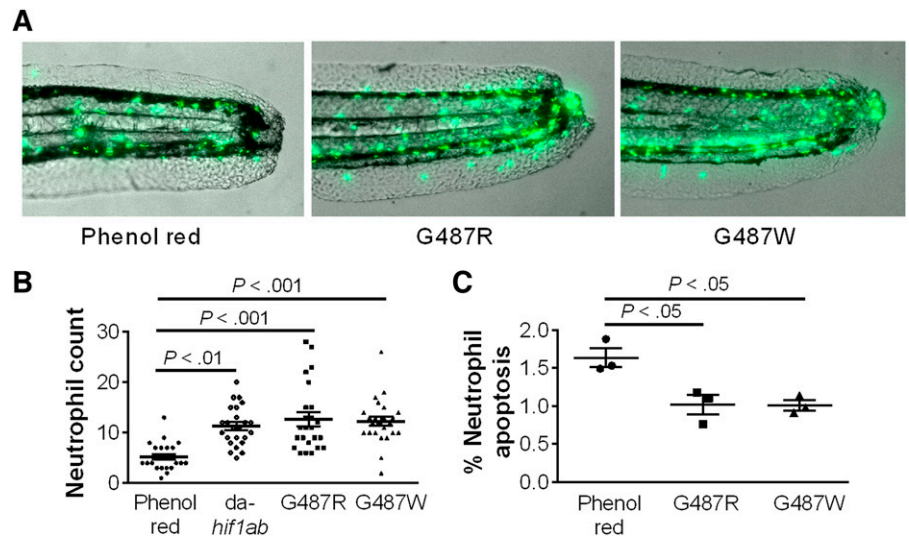 A
Phenol red
G487R
G487W
B
P < .001
P < .001
P < .01
Neutrophil count
30
20
10
0
Phenol
red
da-
hif1ab
G487R
G487W
C
P < .05
P < .05
% Neutrophil
apoptosis
2.0
1.5
1.0
0.5
0.0
Phenol
red
G487R
G487W